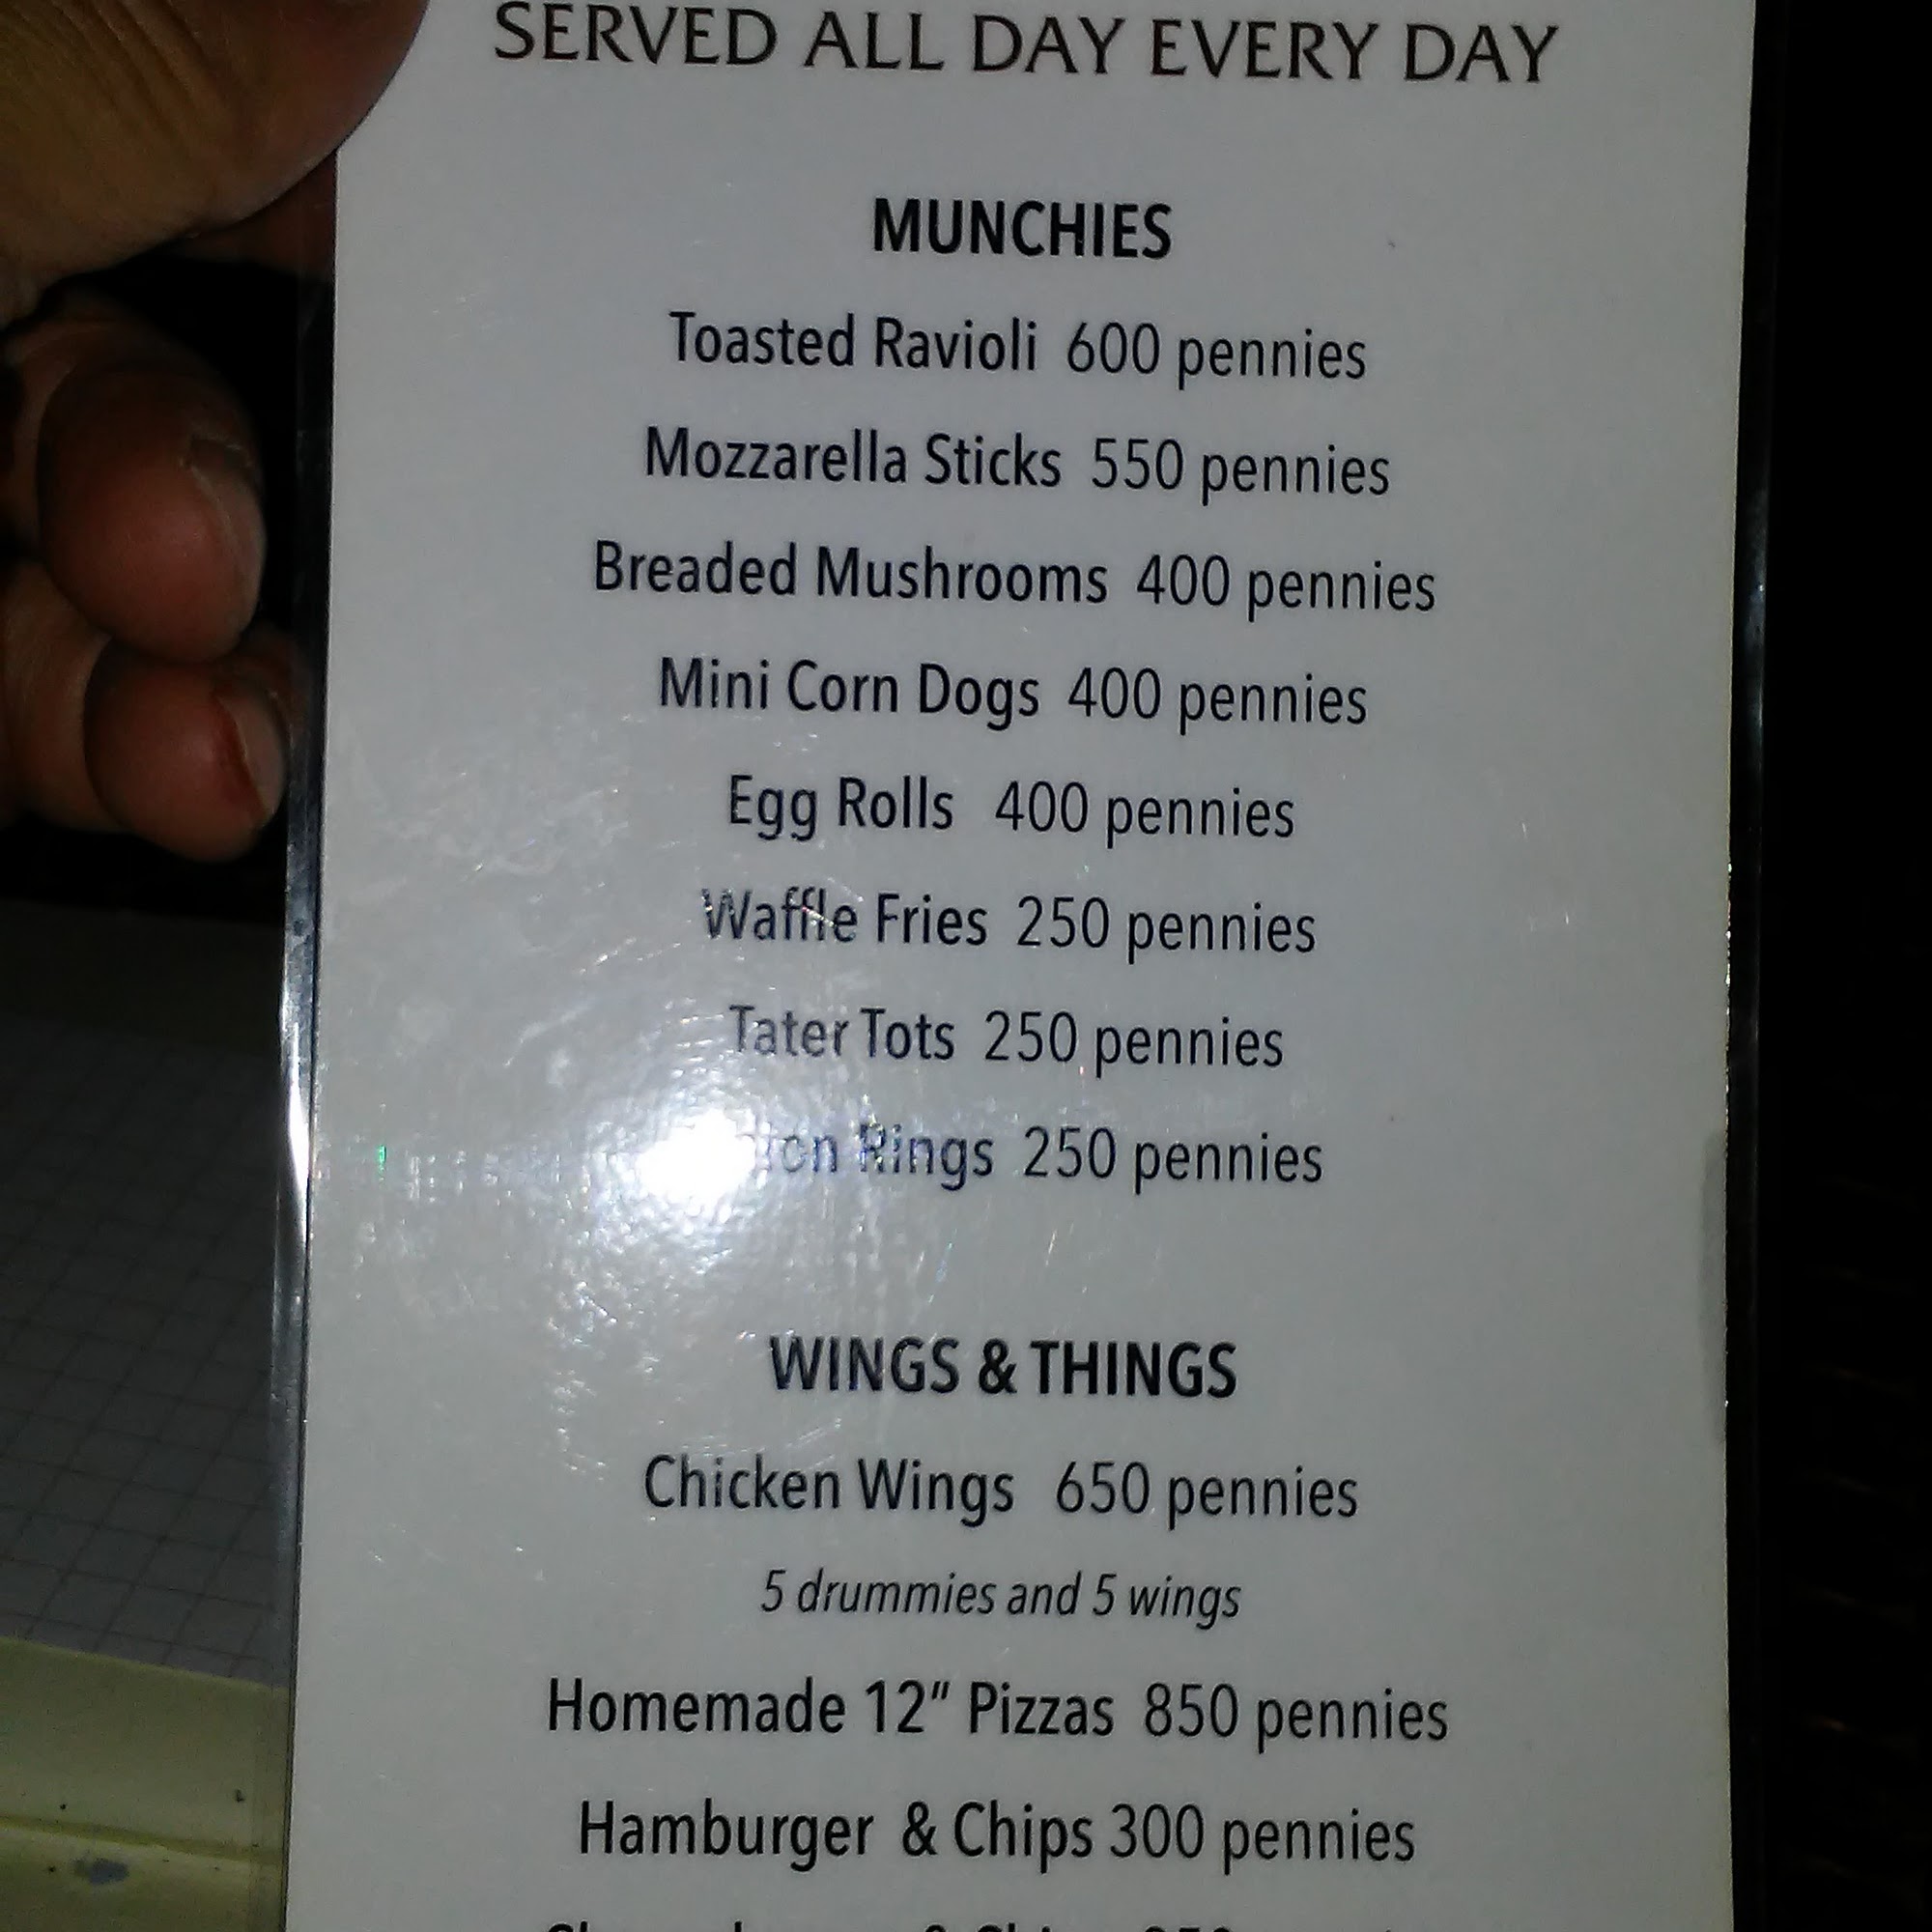 SERVED ALL DAY EVERY DAY
MUNCHIES
Toasted Ravioli 600 pennies
Mozzarella Sticks 550 pennies
Breaded Mushrooms 400 pennies
Mini Corn Dogs 400 pennies
Egg Rolls 400 pennies
Waffle Fries 250 pennies
Tater Tots 250 pennies
Rings 250 pennies
WINGS & THINGS
Chicken Wings 650 pennies
5 drummies and 5 wings
Homemade 12" Pizzas 850 pennies
Hamburger & Chips 300 pennies